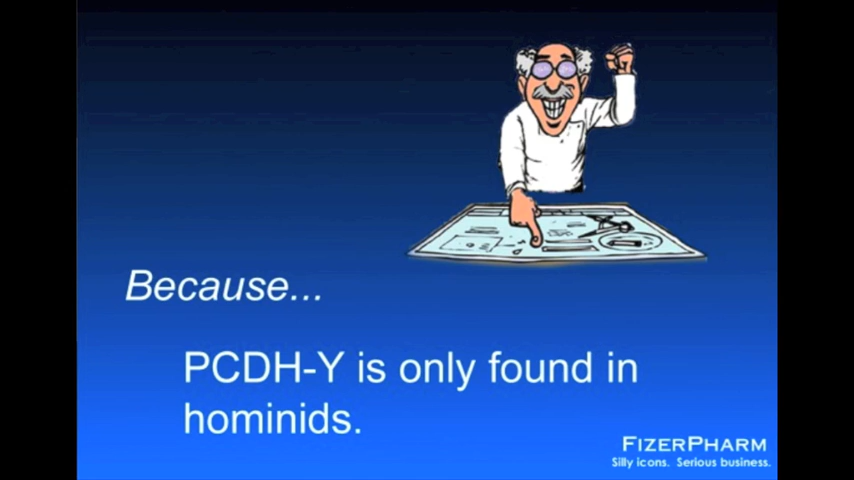 Because...
PCDH-Y is only found in
hominids.
FIZERPHARM
Silly icons. Serious business.